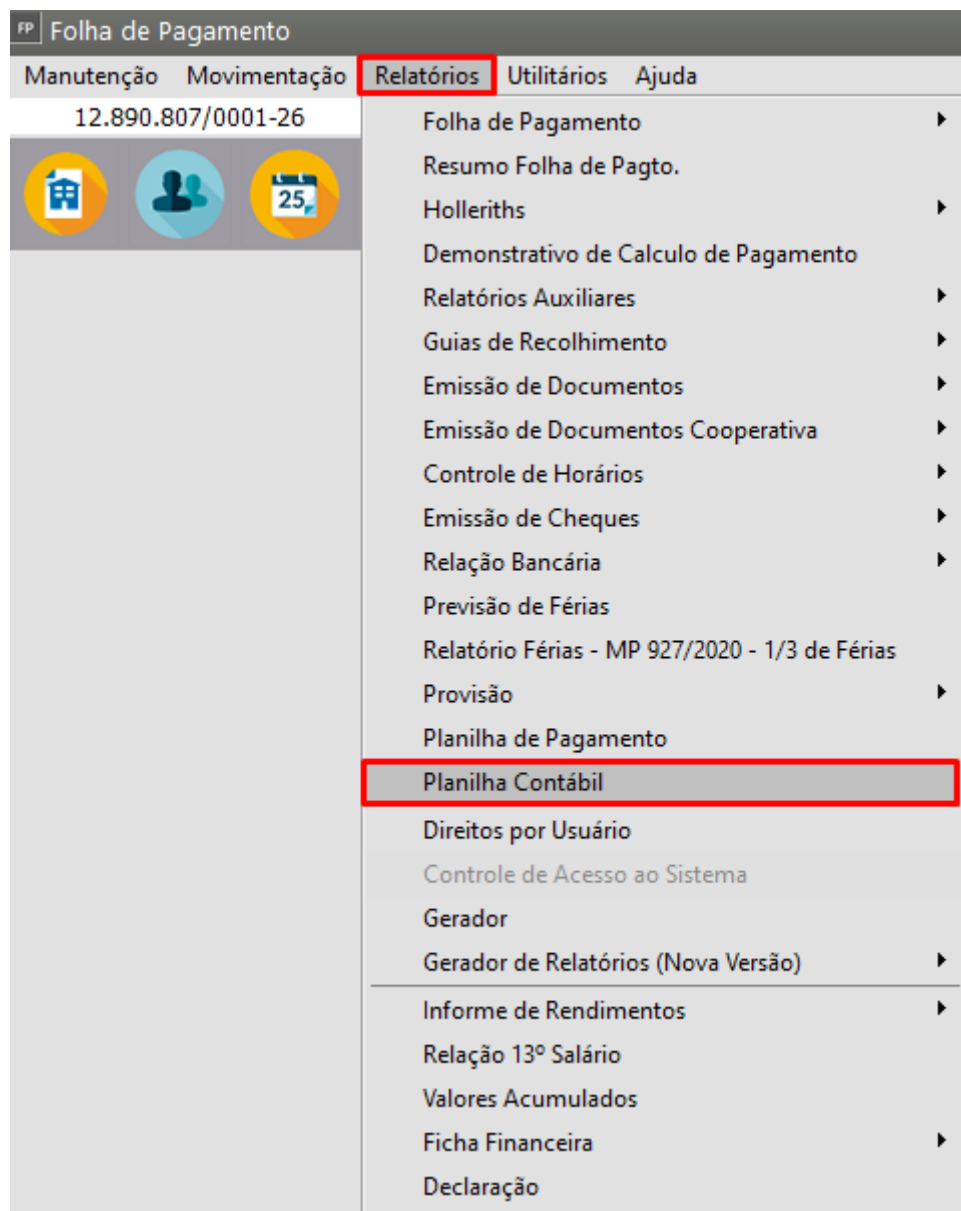 FP Folha de Pagamento
Manutenção Movimentação Relatórios Utilitários Ajuda
12.890.807/0001-26
25
Folha de Pagamento
Resumo Folha de Pagto.
Holleriths
Demonstrativo de Calculo de Pagamento
Relatórios Auxiliares
Guias de Recolhimento
Emissão de Documentos
Emissão de Documentos Cooperativa
Controle de Horários
Emissão de Cheques
Relação Bancária
Previsão de Férias
Relatório Férias - MP 927/2020 - 1/3 de Férias
Provisão
Planilha de Pagamento
Planilha Contábil
Direitos por Usuário
Controle de Acesso ao Sistema
Gerador
Gerador de Relatórios (Nova Versão)
Informe de Rendimentos
Relação 13º Salário
Valores Acumulados
Ficha Financeira
Declaração